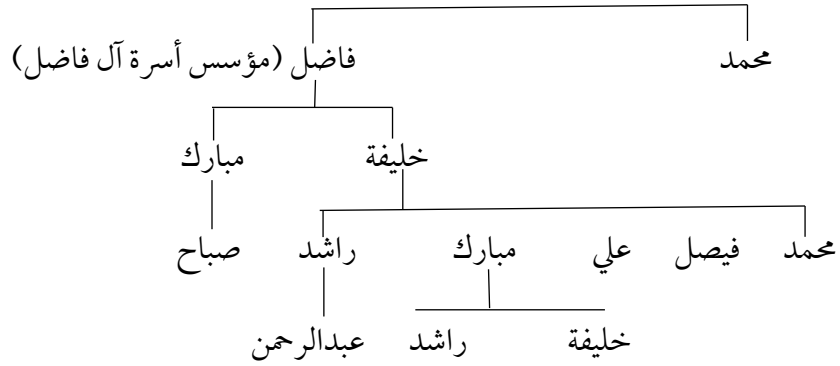 محمد فاضل (مؤسس أسرة آل فاضل)
خليفة مبارك
محمد فيصل علي مبارك راشد صباح
خليفة راشد عبدالرحمن